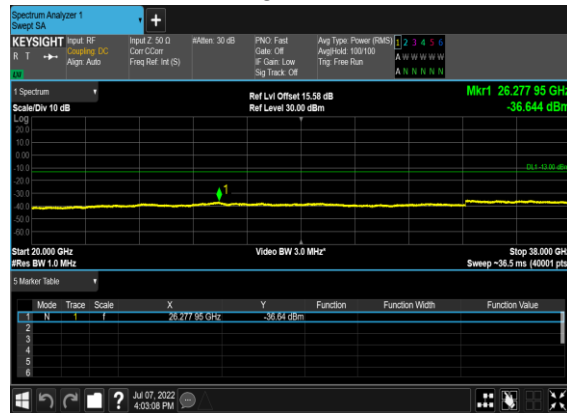 Spectrum Analyzer 1
Swept SA
KEYSIGHT Input: RF Input Z: 50 Ω #Atten: 30 dB PNO: Fast Avg Type: Power (RMS) 1 2 3 4 5 6
R T Coupling: DC Corr CCorr Gate: Off Avg|Hold: 100/100 A W W W W W
Align: Auto Freq Ref: Int (S) IF Gain: Low Trig: Free Run A N N N N N
LW Sig Track: Off
1 Spectrum Ref Lvl Offset 15.58 dB Mkr1 26.277 95 GHz
Scale/Div 10 dB Ref Level 30.00 dBm -36.644 dBm
Log
20.0
10.0
0.00
-10.0 DL1 -13.00 dBm
-20.0
-30.0 1
-40.0
-50.0
-60.0
Start 20.000 GHz Video BW 3.0 MHz* Stop 38.000 GHz
#Res BW 1.0 MHz Sweep ~36.5 ms (40001 pts
5 Marker Table
Mode Trace Scale X Y Function Function Width Function Value
1 N 1 f 26.277 95 GHz -36.64 dBm
2
3
4
5
6
? Jul 07, 2022
4:03:08 PM